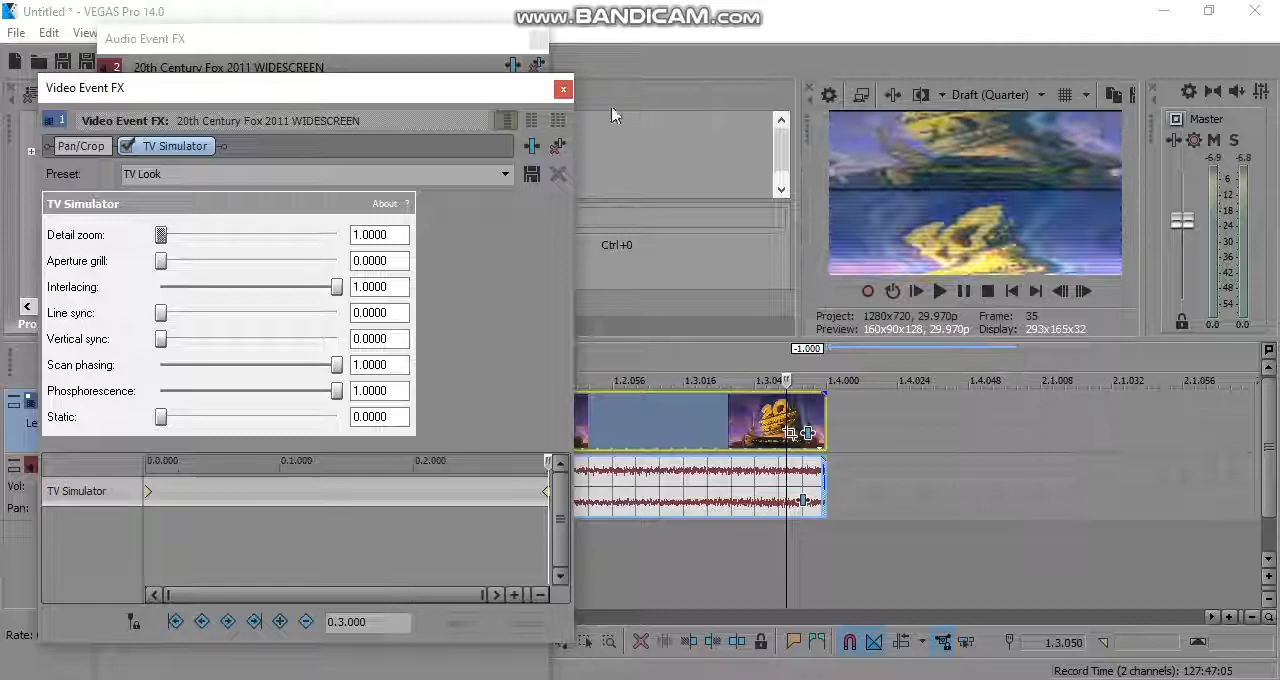 Untitled * - VEGAS Pro 14.0
www.BANDICAM.com
File Edit View
Audio Event FX
2 20th Century Fox 2011 WIDESCREEN
Video Event FX
1 Video Event FX: 20th Century Fox 2011 WIDESCREEN
Pan/Crop TV Simulator
Preset: TV Look
TV Simulator About ?
Detail zoom: 1.0000
Aperture grill: 0.0000
Interlacing: 1.0000
Line sync: 0.0000
Vertical sync: 0.0000
Scan phasing: 1.0000
Phosphorescence: 1.0000
Static: 0.0000
0.0.000 0.1.000 0.2.000
TV Simulator
0.3.000
Ctrl+0
Draft (Quarter)
Project: 1280x720, 29.970p Frame: 35
Preview: 160x90x128, 29.970p Display: 293x165x32
Master
M S
-6.9 -6.8
6
12
18
24
30
36
42
48
54
0.0 0.0
Pro
-1.000
1.2.056 1.3.016 1.3.04 1.4.000 1.4.024 1.4.048 2.1.008 2.1.032 2.1.056
Le
Vol:
Pan:
Rate:
1.3.050
Record Time (2 channels): 127:47:05